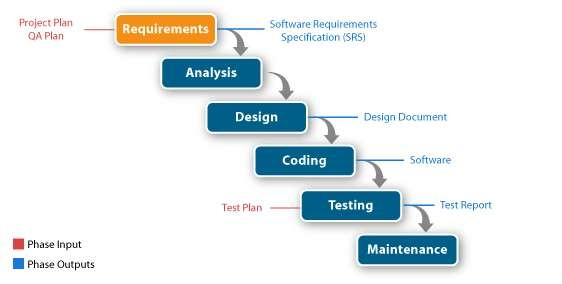 Project Plan
QA Plan
Requirements
Software Requirements
Specification (SRS)
Analysis
Design
Design Document
Coding
Software
Test Plan
Testing
Test Report
Maintenance
Phase Input
Phase Outputs